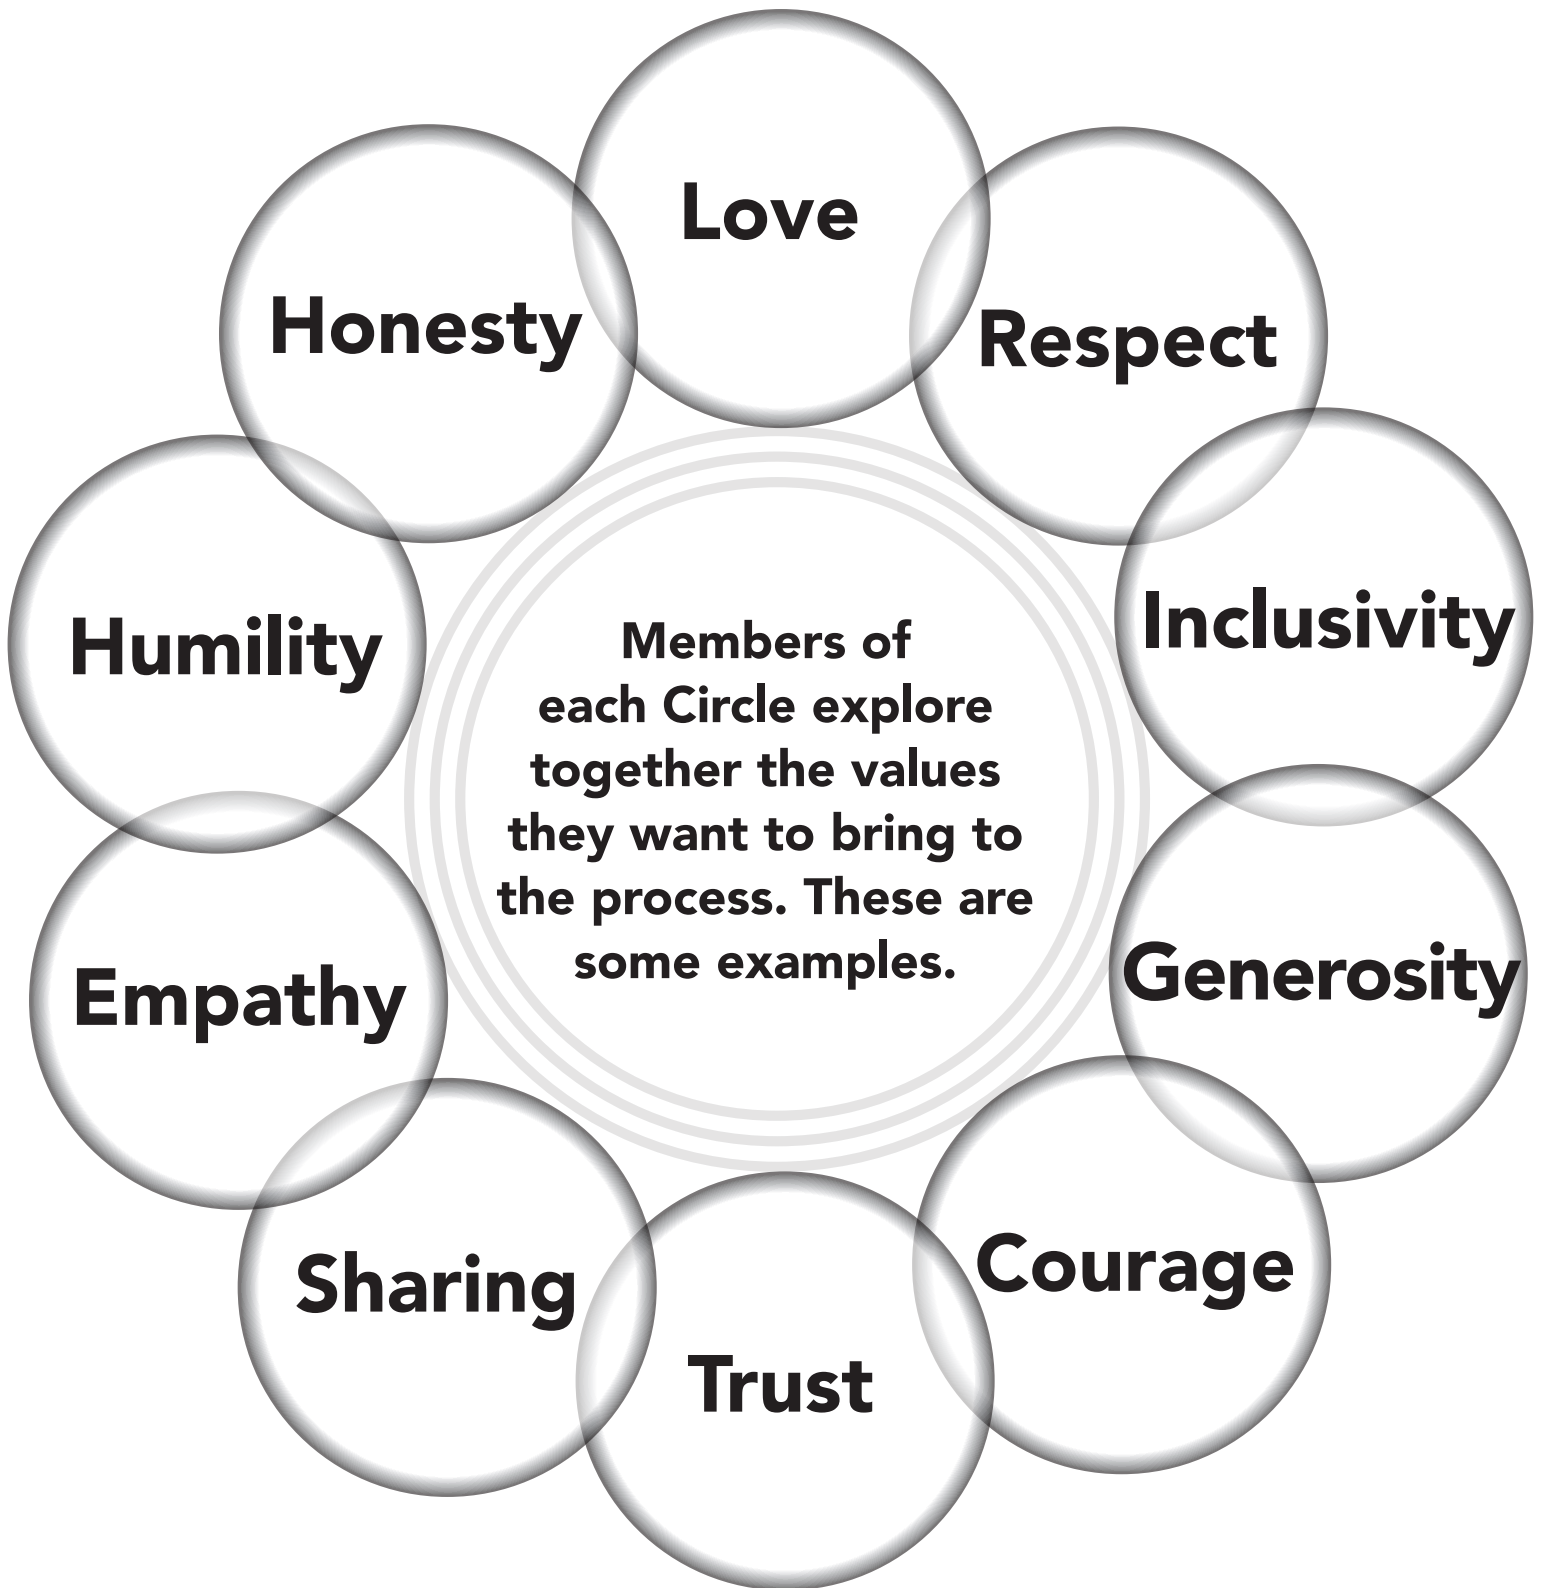 Love
Respect
Inclusivity
Generosity
Courage
Trust
Sharing
Empathy
Humility
Honesty
Members of
each Circle explore
together the values
they want to bring to
the process. These are
some examples.